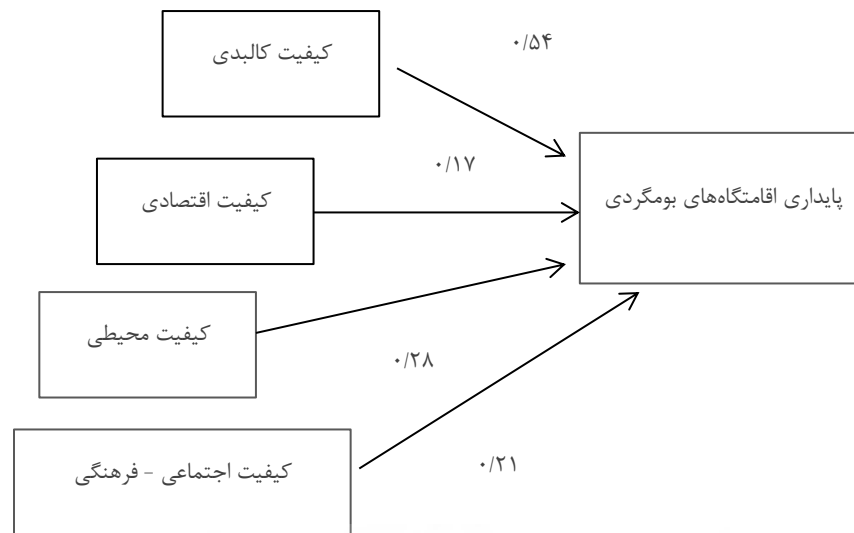 کیفیت کالبدی
۰/۵۴
۰/۱۷
کیفیت اقتصادی
پایداری اقامتگاه‌های بومگردی
کیفیت محیطی
۰/۲۸
کیفیت اجتماعی - فرهنگی
۰/۲۱